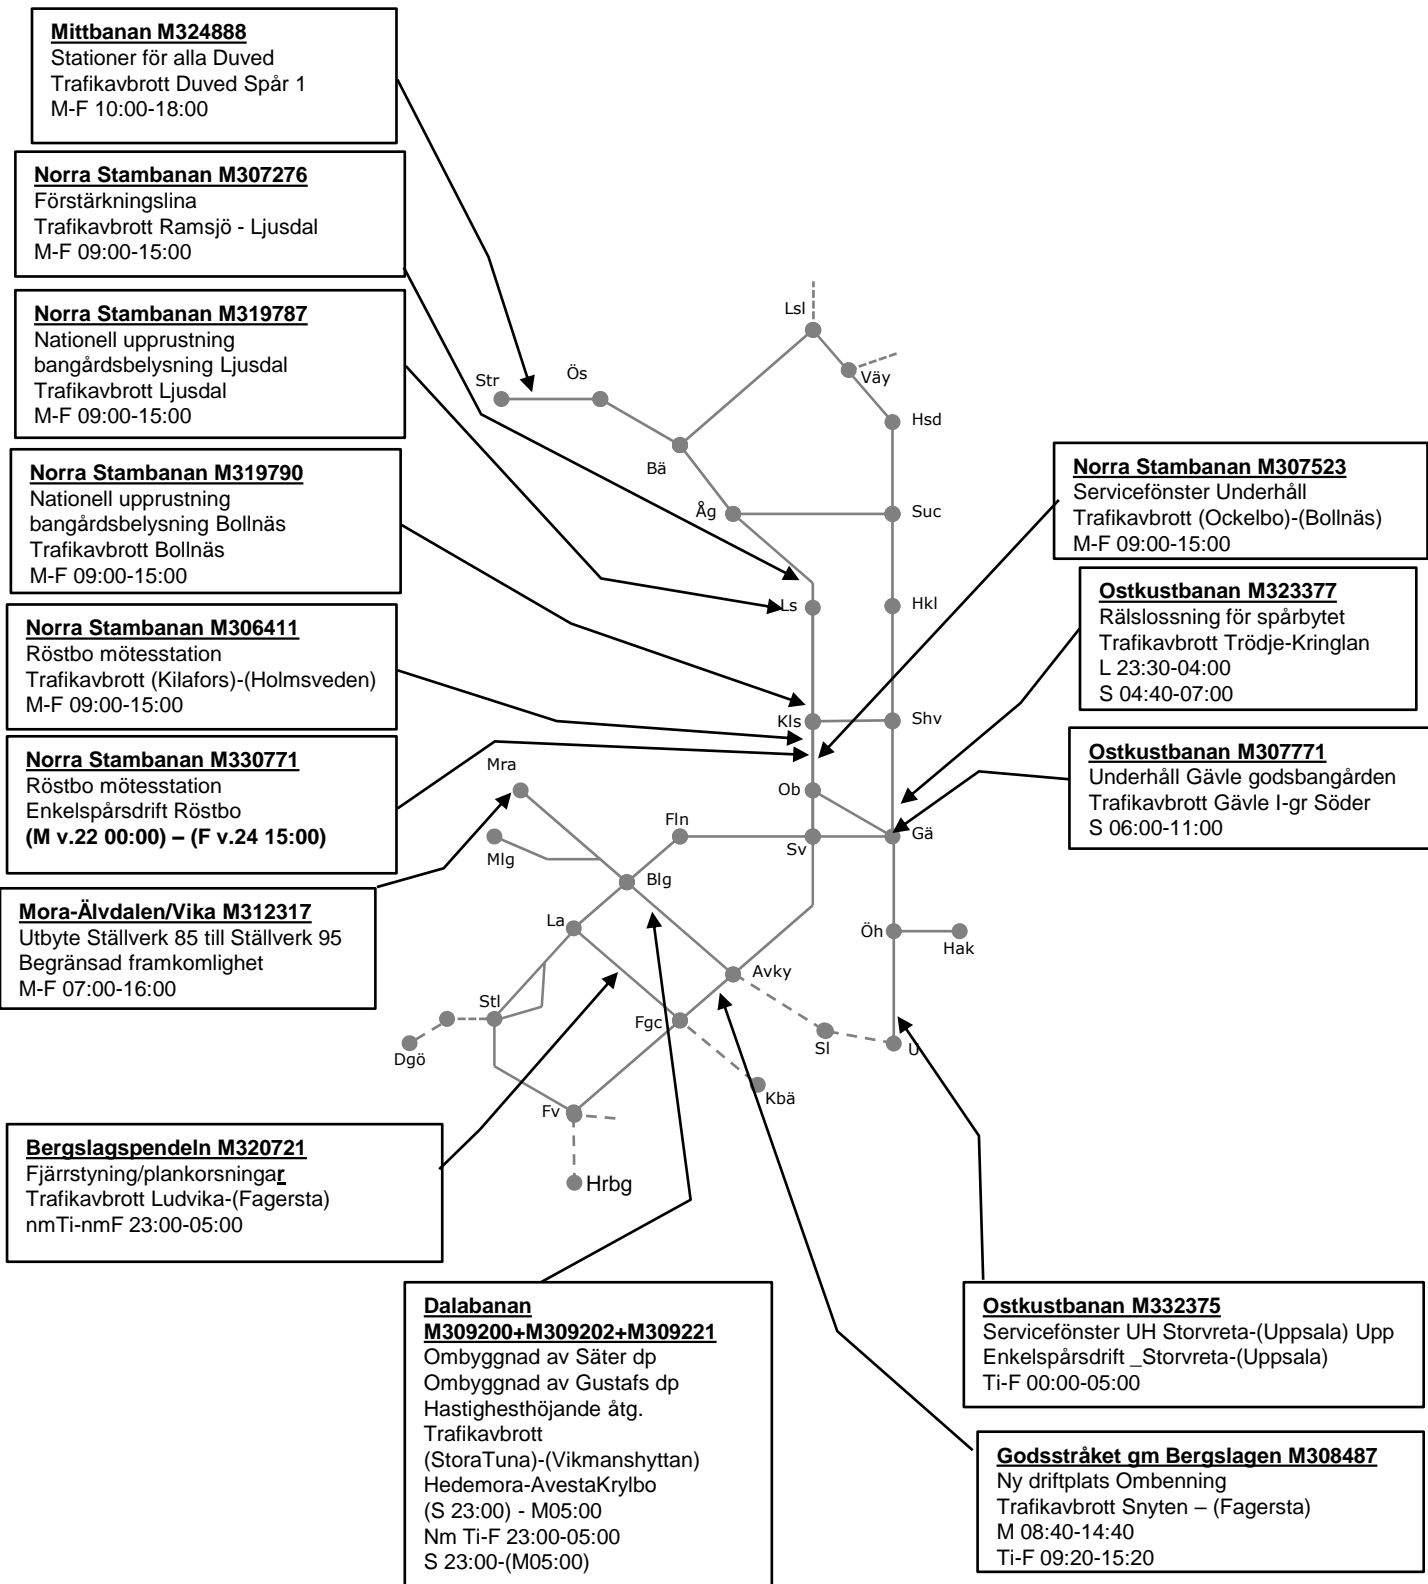 Mittbanan M324888
Stationer för alla Duved
Trafikavbrott Duved Spår 1
M-F 10:00-18:00
Norra Stambanan M307276
Förstärkningslina
Trafikavbrott Ramsjö - Ljusdal
M-F 09:00-15:00
Norra Stambanan M319787
Nationell upprustning
bangårdsbelysning Ljusdal
Trafikavbrott Ljusdal
M-F 09:00-15:00
Norra Stambanan M319790
Nationell upprustning
bangårdsbelysning Bollnäs
Trafikavbrott Bollnäs
M-F 09:00-15:00
Norra Stambanan M306411
Röstbo mötesstation
Trafikavbrott (Kilafors)-(Holmsveden)
M-F 09:00-15:00
Norra Stambanan M330771
Röstbo mötesstation
Enkelspårsdrift Röstbo
(M v.22 00:00) – (F v.24 15:00)
Mora-Älvdalen/Vika M312317
Utbyte Ställverk 85 till Ställverk 95
Begränsad framkomlighet
M-F 07:00-16:00
Bergslagspendeln M320721
Fjärrstyning/plankorsningar
Trafikavbrott Ludvika-(Fagersta)
nmTi-nmF 23:00-05:00
Dalabanan
M309200+M309202+M309221
Ombyggnad av Säter dp
Ombyggnad av Gustafs dp
Hastighesthöjande åtg.
Trafikavbrott
(StoraTuna)-(Vikmanshyttan)
Hedemora-AvestaKrylbo
(S 23:00) - M05:00
Nm Ti-F 23:00-05:00
S 23:00-(M05:00)
Norra Stambanan M307523
Servicefönster Underhåll
Trafikavbrott (Ockelbo)-(Bollnäs)
M-F 09:00-15:00
Ostkustbanan M323377
Rälslossning för spårbytet
Trafikavbrott Trödje-Kringlan
L 23:30-04:00
S 04:40-07:00
Ostkustbanan M307771
Underhåll Gävle godsbangården
Trafikavbrott Gävle I-gr Söder
S 06:00-11:00
Ostkustbanan M332375
Servicefönster UH Storvreta-(Uppsala) Upp
Enkelspårsdrift _Storvreta-(Uppsala)
Ti-F 00:00-05:00
Godsstråket gm Bergslagen M308487
Ny driftplats Ombenning
Trafikavbrott Snyten – (Fagersta)
M 08:40-14:40
Ti-F 09:20-15:20
Lsl
Väy
Str
Ös
Hsd
Bä
Åg
Suc
Ls
Hkl
Kls
Shv
Mra
Ob
Fln
Sv
Gä
Mlg
Blg
La
Öh
Hak
Avky
Stl
Fgc
Sl
U
Dgö
Kbä
Fv
Hrbg